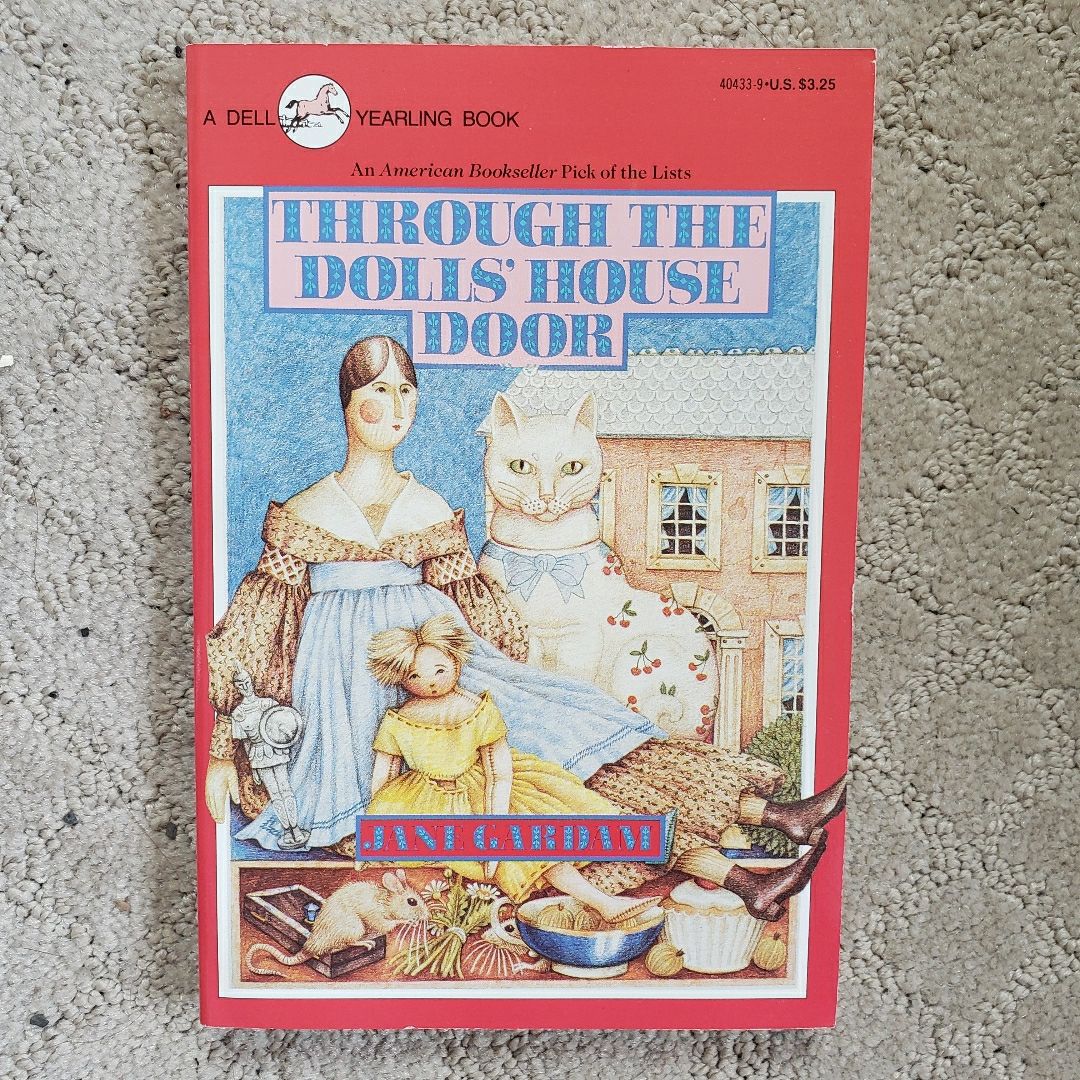 40433-9•U.S. $3.25
A DELL YEARLING BOOK
An American Bookseller Pick of the Lists
THROUGH THE
DOLLS' HOUSE
DOOR
JANE GARDAM